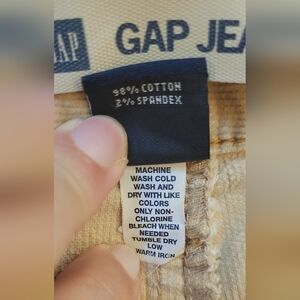 GAP
GAP JEA
98% COTTON
2% SPANDEX
MACHINE
WASH COLD
WASH AND
DRY WITH LIKE
COLORS
ONLY NON-
CHLORINE
BLEACH WHEN
NEEDED
TUMBLE DRY
LOW
WARM IRON